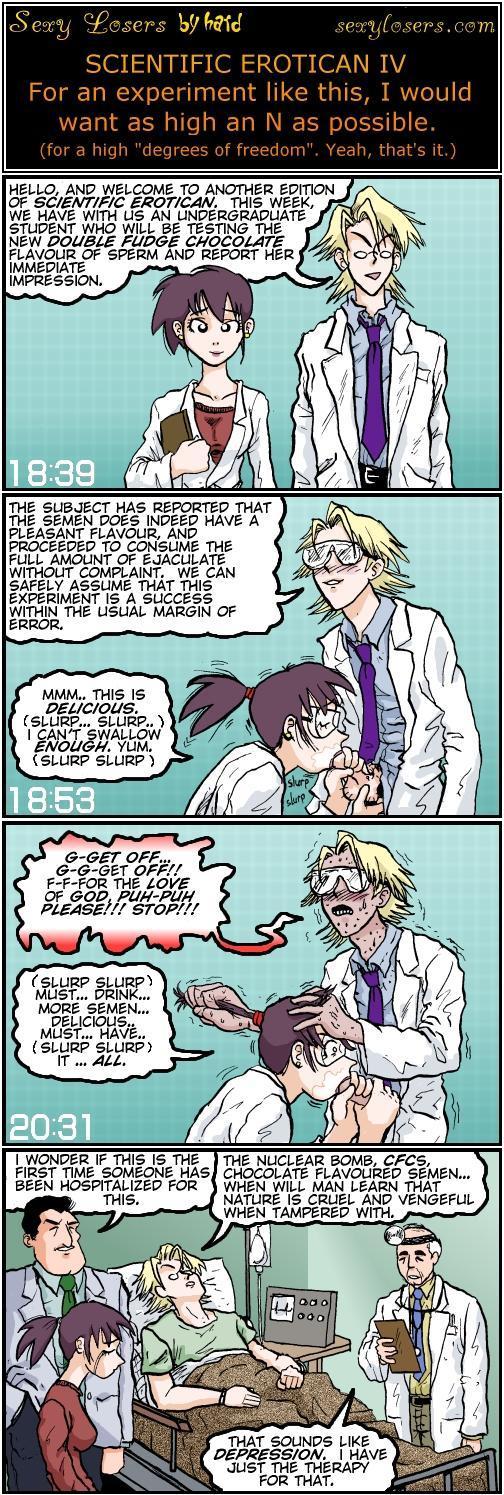 Sexy Losers by hard
sexylosers.com
SCIENTIFIC EROTICAN IV
For an experiment like this, I would
want as high an N as possible.
(for a high "degrees of freedom". Yeah, that's it.)
HELLO, AND WELCOME TO ANOTHER EDITION
OF SCIENTIFIC EROTICAN. THIS WEEK,
WE HAVE WITH US AN UNDERGRADUATE
STUDENT WHO WILL BE TESTING THE
NEW DOUBLE FUDGE CHOCOLATE
FLAVOUR OF SPERM AND REPORT HER
IMMEDIATE
IMPRESSION.
18:39
THE SUBJECT HAS REPORTED THAT
THE SEMEN DOES INDEED HAVE A
PLEASANT FLAVOUR, AND
PROCEEDED TO CONSUME THE
FULL AMOUNT OF EJACULATE
WITHOUT COMPLAINT. WE CAN
SAFELY ASSUME THAT THIS
EXPERIMENT IS A SUCCESS
WITHIN THE USUAL MARGIN OF
ERROR.
MMM.. THIS IS
DELICIOUS.
(SLURP... SLURP..)
I CAN'T SWALLOW
ENOUGH. YUM.
(SLURP SLURP)
slurp
slurp
18:53
G-GET OFF...
G-G-GET OFF!!
F-F-FOR THE LOVE
OF GOD, PUH-PUH
PLEASE!!! STOP!!!
(SLURP SLURP)
MUST... DRINK...
MORE SEMEN...
DELICIOUS..
MUST... HAVE..
(SLURP SLURP)
IT ... ALL.
20:31
I WONDER IF THIS IS THE
FIRST TIME SOMEONE HAS
BEEN HOSPITALIZED FOR
THIS.
THE NUCLEAR BOMB, CFCS,
CHOCOLATE FLAVOURED SEMEN...
WHEN WILL MAN LEARN THAT
NATURE IS CRUEL AND VENGEFUL
WHEN TAMPERED WITH.
THAT SOUNDS LIKE
DEPRESSION. I HAVE
JUST THE THERAPY
FOR THAT.